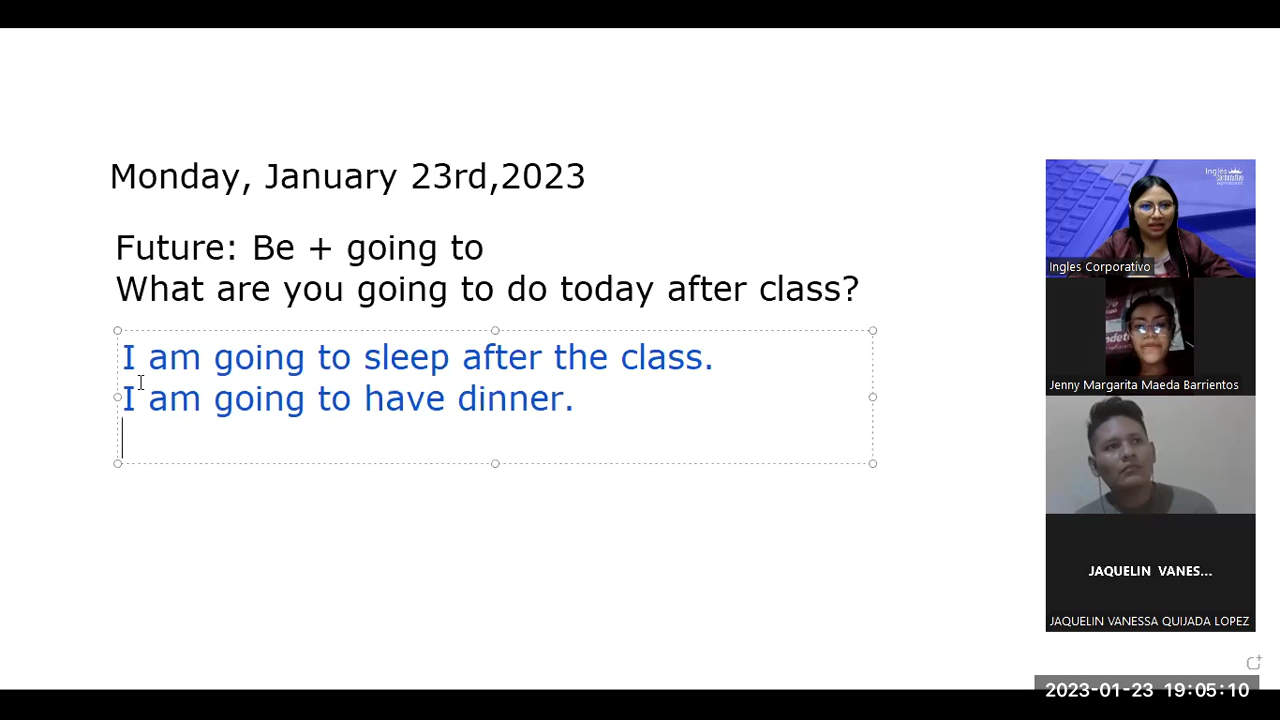 Monday, January 23rd,2023
Future: Be + going to
What are you going to do today after class?
I am going to sleep after the class.
I am going to have dinner.
Ingles Corporativo
Jenny Margarita Maeda Barrientos
JAQUELIN VANES...
JAQUELIN VANESSA QUIJADA LOPEZ
2023-01-23 19:05:10